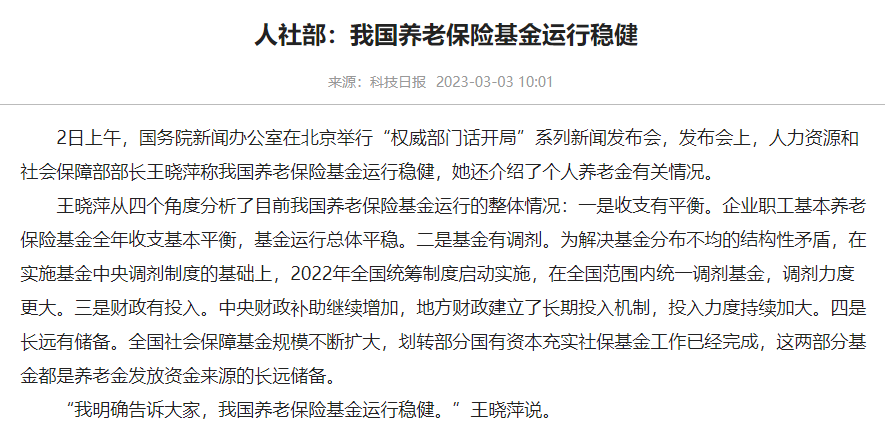 人社部：我国养老保险基金运行稳健
来源：科技日报 2023-03-03 10:01
2日上午，国务院新闻办公室在北京举行“权威部门话开局”系列新闻发布会，发布会上，人力资源和
社会保障部部长王晓萍称我国养老保险基金运行稳健，她还介绍了个人养老金有关情况。
王晓萍从四个角度分析了目前我国养老保险基金运行的整体情况：一是收支有平衡。企业职工基本养老
保险基金全年收支基本平衡，基金运行总体平稳。二是基金有调剂。为解决基金分布不均的结构性矛盾，在
实施基金中央调剂制度的基础上，2022年全国统筹制度启动实施，在全国范围内统一调剂基金，调剂力度
更大。三是财政有投入。中央财政补助继续增加，地方财政建立了长期投入机制，投入力度持续加大。四是
长远有储备。全国社会保障基金规模不断扩大，划转部分国有资本充实社保基金工作已经完成，这两部分基
金都是养老金发放资金来源的长远储备。
“我明确告诉大家，我国养老保险基金运行稳健。”王晓萍说。